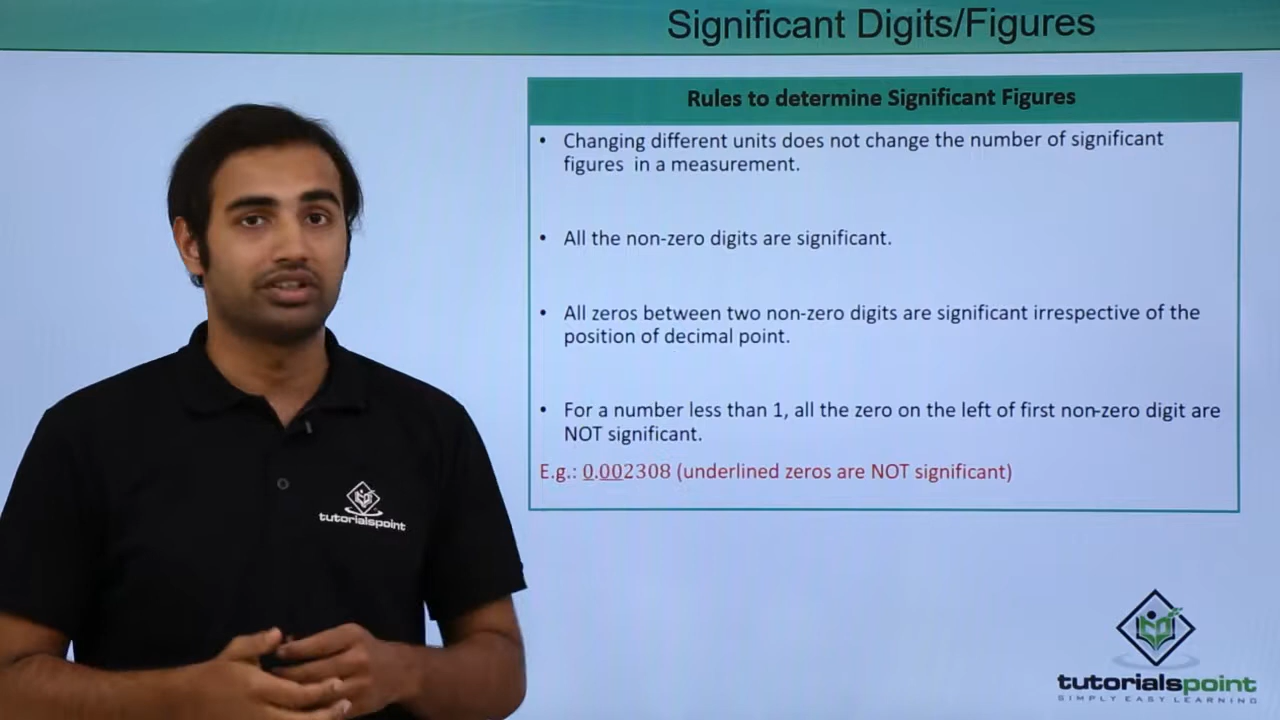 Significant Digits/Figures
Rules to determine Significant Figures
• Changing different units does not change the number of significant
figures in a measurement.
• All the non-zero digits are significant.
• All zeros between two non-zero digits are significant irrespective of the
position of decimal point.
• For a number less than 1, all the zero on the left of first non-zero digit are
NOT significant.
E.g.: 0.002308 (underlined zeros are NOT significant)
tutorialspoint
tutorialspoint
SIMPLY EASY LEARNING